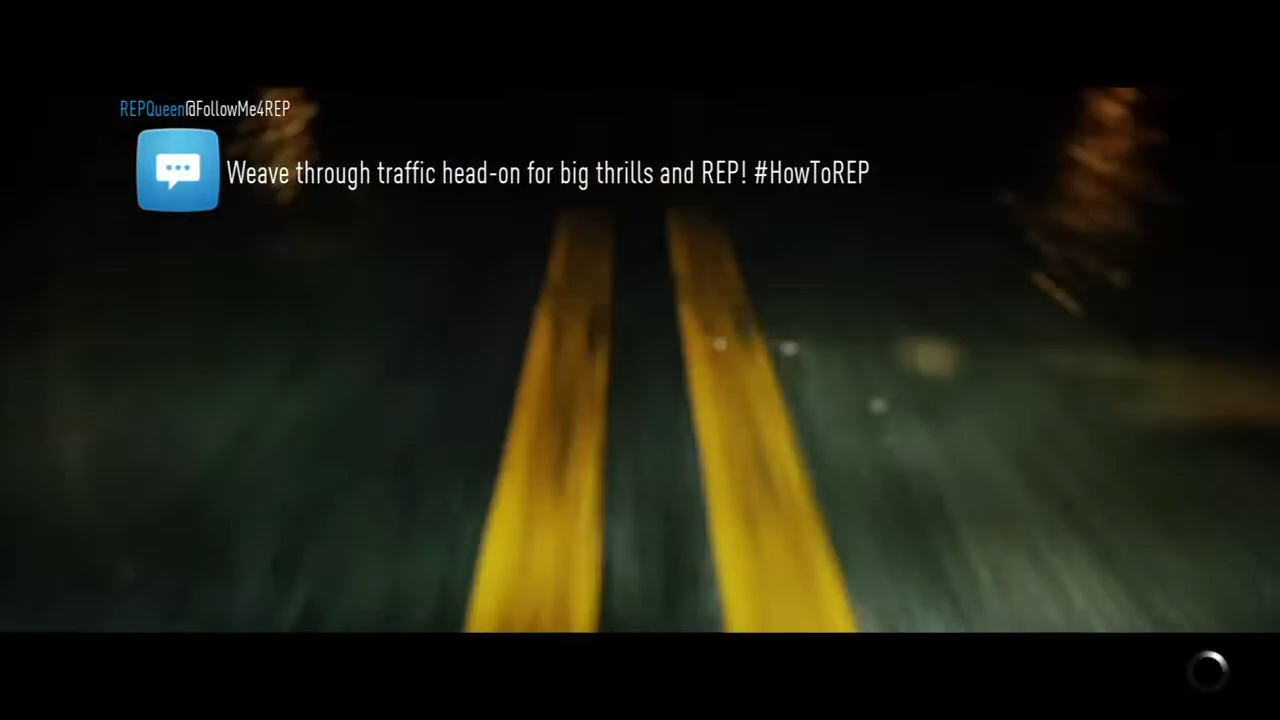 REPQueen@FollowMe4REP
Weave through traffic head-on for big thrills and REP! #HowToREP